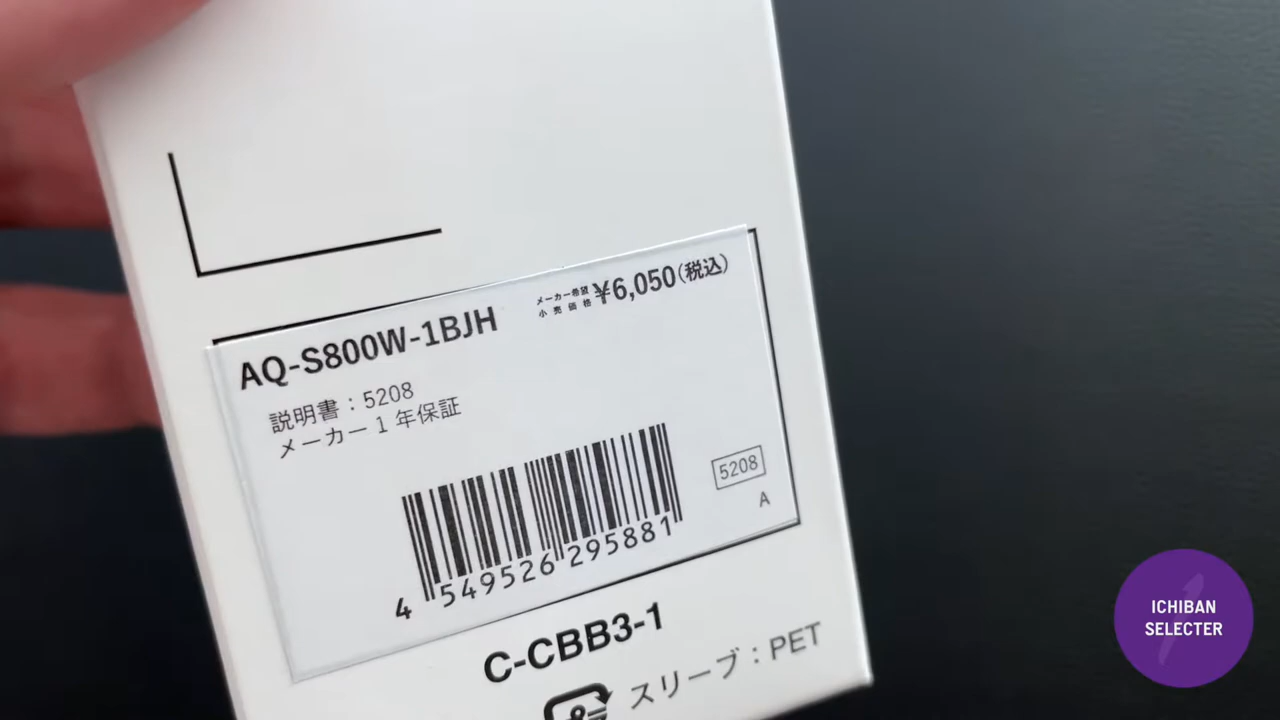 AQ-S800W-1BJH
メーカー希望
小売価格
¥6,050(税込)
説明書：5208
メーカー1年保証
5208
A
4 549526 295881
C-CBB3-1
スリーブ：PET
ICHIBAN
SELECTER